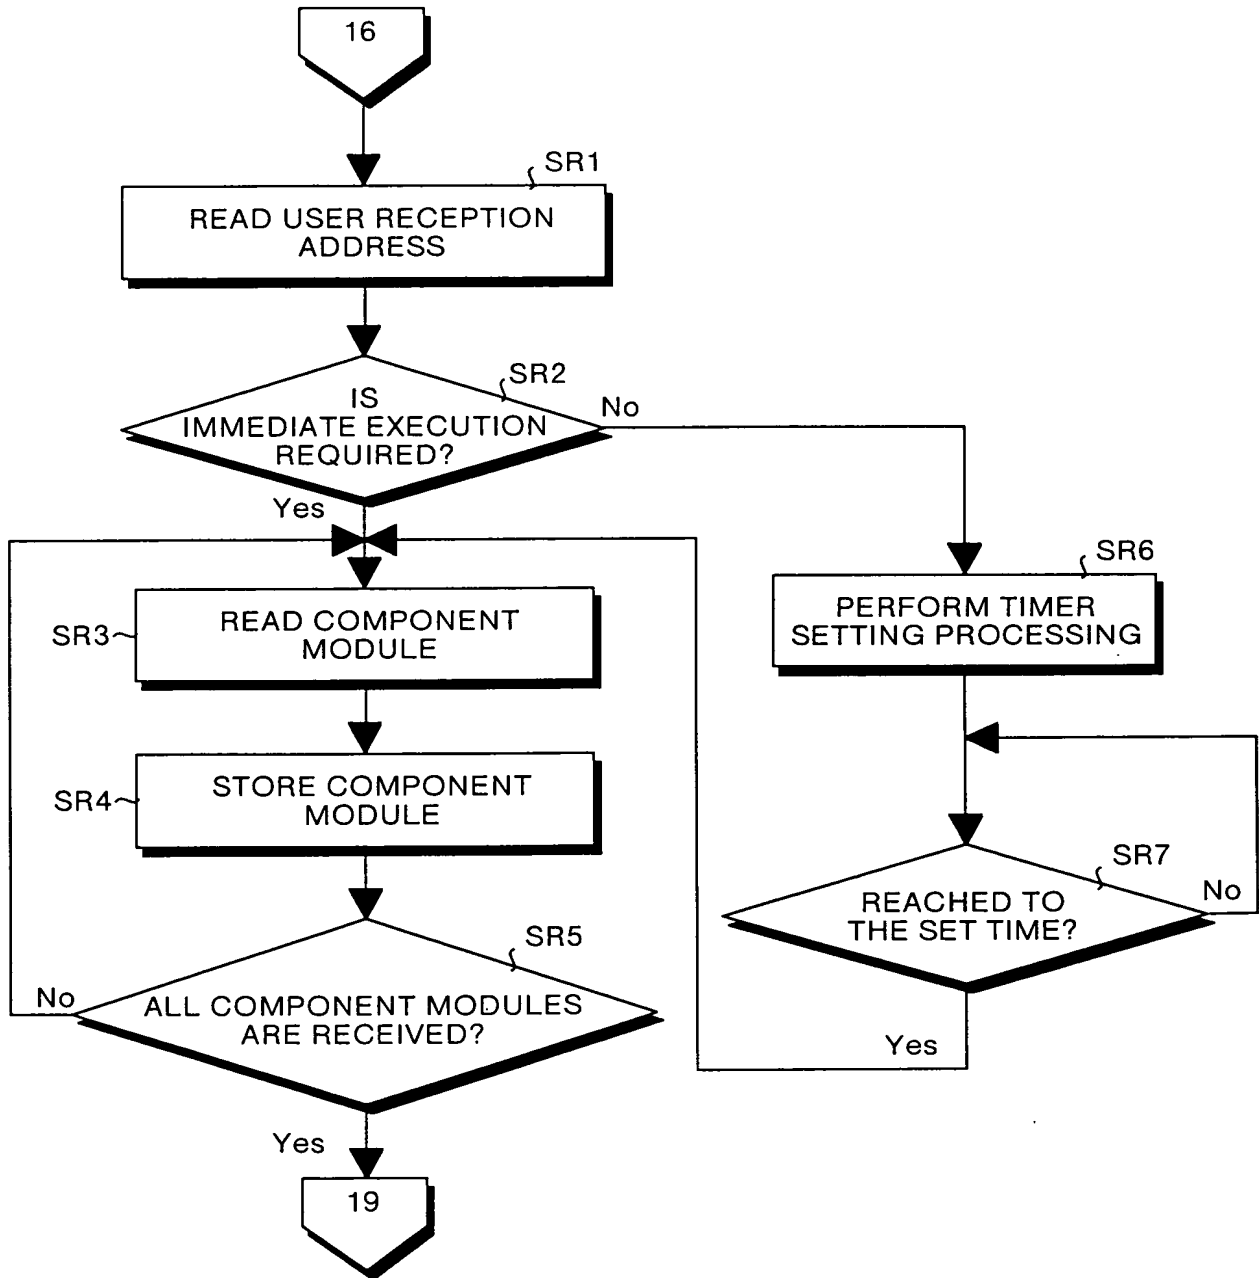 16
SR1
READ USER RECEPTION
ADDRESS
SR2
IS
IMMEDIATE EXECUTION
REQUIRED?
No
Yes
SR3
READ COMPONENT
MODULE
SR6
PERFORM TIMER
SETTING PROCESSING
SR4
STORE COMPONENT
MODULE
SR7
REACHED TO
THE SET TIME?
No
Yes
SR5
ALL COMPONENT MODULES
ARE RECEIVED?
No
Yes
19